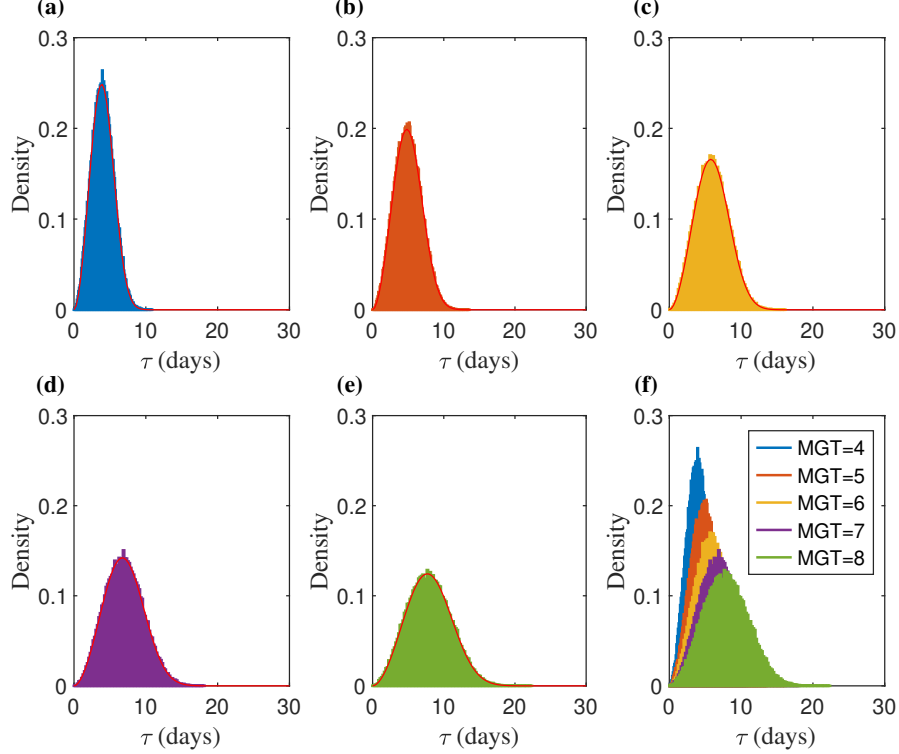 (a)
0.3
0.2
0.1
0
Density
0 10 20 30
τ (days)
(b)
0.3
0.2
0.1
0
Density
0 10 20 30
τ (days)
(c)
0.3
0.2
0.1
0
Density
0 10 20 30
τ (days)
(d)
0.3
0.2
0.1
0
Density
0 10 20 30
τ (days)
(e)
0.3
0.2
0.1
0
Density
0 10 20 30
τ (days)
(f)
0.3
0.2
0.1
0
Density
MGT=4
MGT=5
MGT=6
MGT=7
MGT=8
0 10 20 30
τ (days)